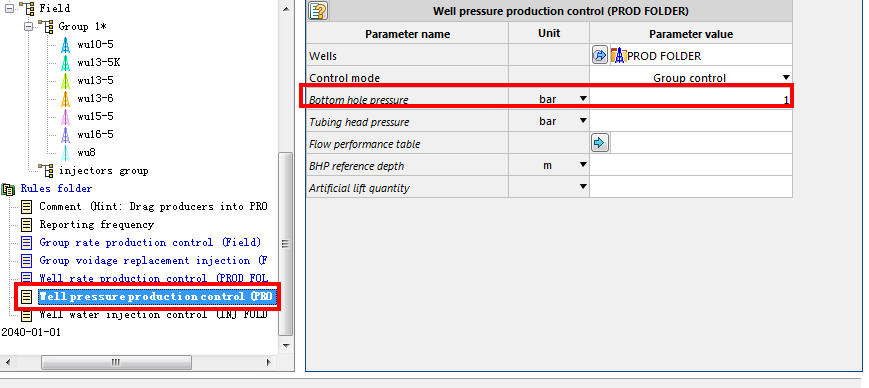 Field
Group 1*
wu10-5
wu13-5K
wu13-5
wu13-6
wu15-5
wu16-5
wu8
injectors group
Rules folder
Comment (Hint: Drag producers into PRO
Reporting frequency
Group rate production control (Field)
Group voidage replacement injection (F
Well rate production control (PROD FOL
Well pressure production control (PRO
Well water injection control (INJ FOLD
2040-01-01
Well pressure production control (PROD FOLDER)
Parameter name Unit Parameter value
Wells PROD FOLDER
Control mode Group control
Bottom hole pressure bar 1
Tubing head pressure bar
Flow performance table
BHP reference depth m
Artificial lift quantity